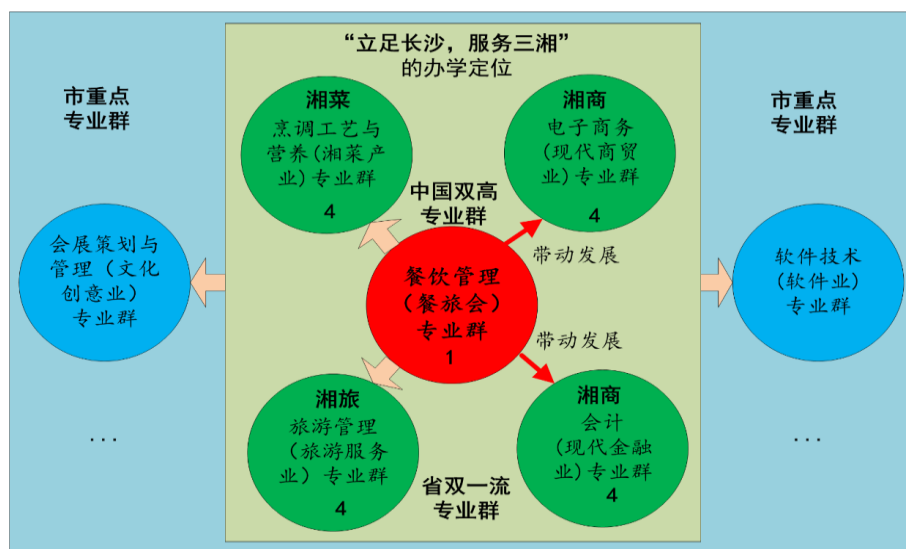 “立足长沙，服务三湘”
的办学定位
市重点
专业群
会展策划与
管理（文化
创意业）
专业群
...
湘菜
烹调工艺与
营养(湘菜产
业)专业群
4
湘商
电子商务
(现代商贸
业)专业群
4
中国双高
专业群
带动发展
餐饮管理
（餐旅会）
专业群
1
带动发展
湘旅
旅游管理
（旅游服务
业）专业群
4
湘商
会计
(现代金融
业)专业群
4
省双一流
专业群
市重点
专业群
软件技术
(软件业)
专业群
...